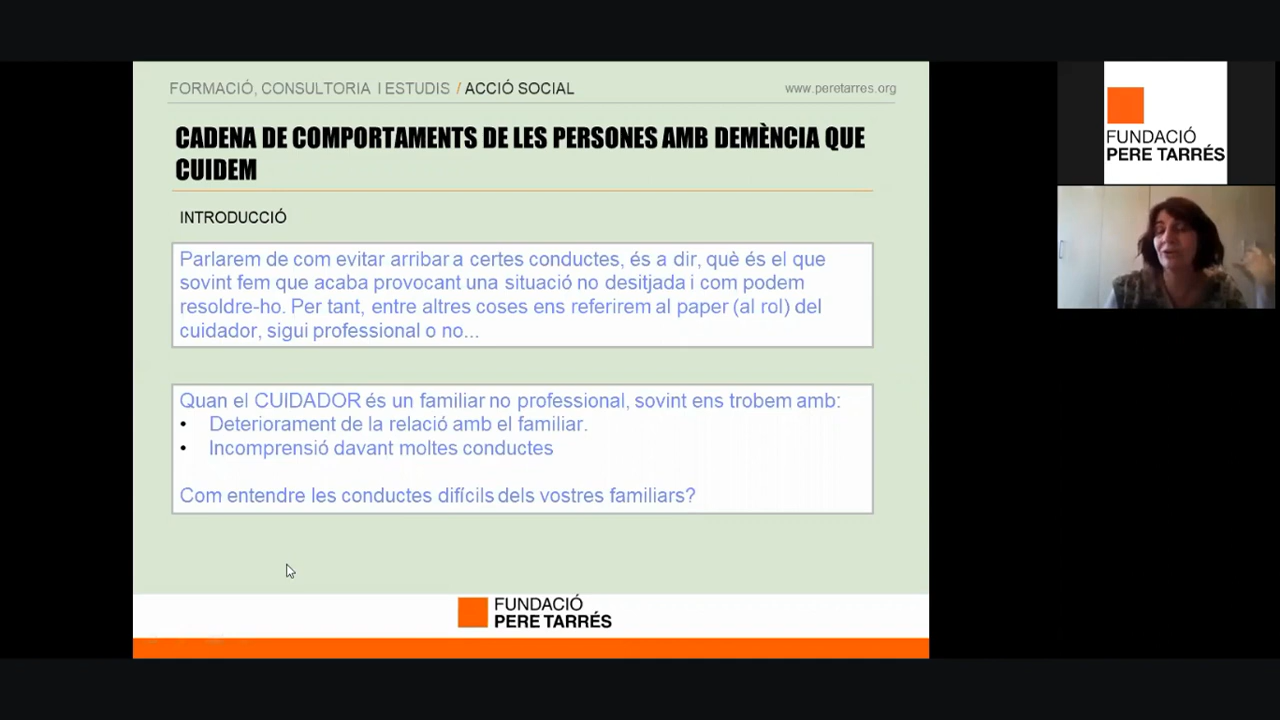 FORMACIÓ, CONSULTORIA I ESTUDIS / ACCIÓ SOCIAL
www.peretarres.org
CADENA DE COMPORTAMENTS DE LES PERSONES AMB DEMÈNCIA QUE
CUIDEM
INTRODUCCIÓ
Parlarem de com evitar arribar a certes conductes, és a dir, què és el que
sovint fem que acaba provocant una situació no desitjada i com podem
resoldre-ho. Per tant, entre altres coses ens referirem al paper (al rol) del
cuidador, sigui professional o no...
Quan el CUIDADOR és un familiar no professional, sovint ens trobem amb:
• Deteriorament de la relació amb el familiar.
• Incomprensió davant moltes conductes
Com entendre les conductes difícils dels vostres familiars?
FUNDACIÓ
PERE TARRÉS
FUNDACIÓ
PERE TARRÉS